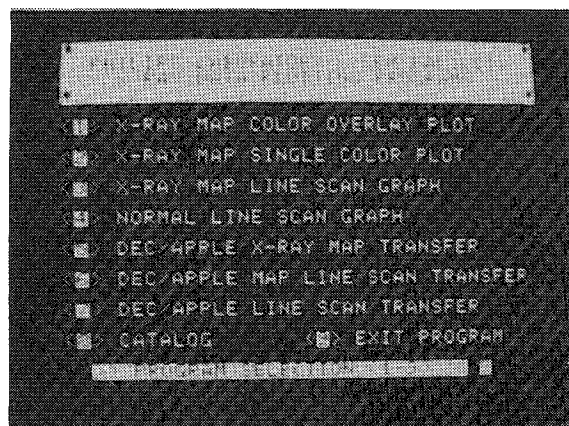 X-RAY MAP COLOR OVERLAY PLOT
X-RAY MAP SINGLE COLOR PLOT
X-RAY MAP LINE SCAN GRAPH
NORMAL LINE SCAN GRAPH
DEC/APPLE X-RAY MAP TRANSFER
DEC/APPLE MAP LINE SCAN TRANSFER
DEC/APPLE LINE SCAN TRANSFER
CATALOG EXIT PROGRAM